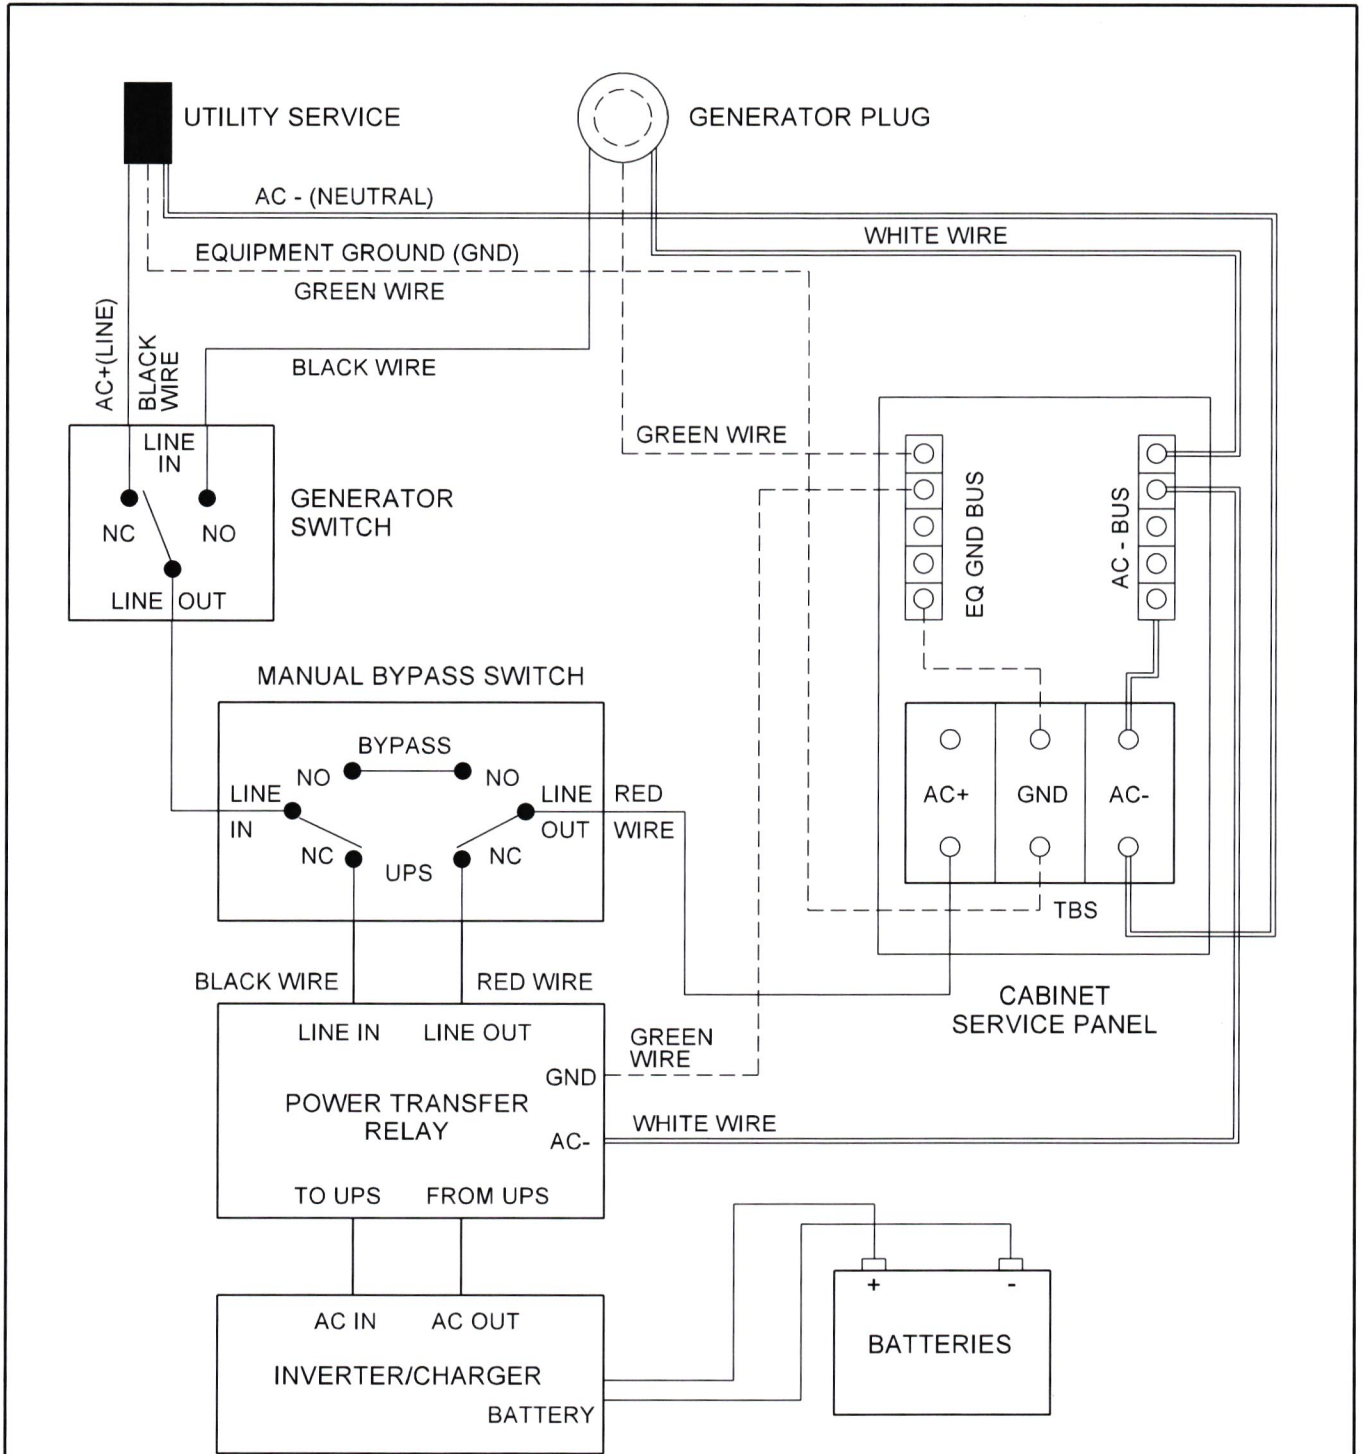 UTILITY SERVICE
GENERATOR PLUG
AC - (NEUTRAL)
WHITE WIRE
EQUIPMENT GROUND (GND)
GREEN WIRE
AC+(LINE)
BLACK
WIRE
BLACK WIRE
LINE
IN
GREEN WIRE
GENERATOR
SWITCH
NC
NO
LINE OUT
EQ GND BUS
AC - BUS
MANUAL BYPASS SWITCH
BYPASS
NO
NO
LINE
IN
LINE
OUT
RED
WIRE
NC
UPS
NC
AC+
GND
AC-
TBS
BLACK WIRE
RED WIRE
CABINET
SERVICE PANEL
LINE IN
LINE OUT
GREEN
WIRE
GND
POWER TRANSFER
RELAY
WHITE WIRE
AC-
TO UPS
FROM UPS
+
-
BATTERIES
AC IN
AC OUT
INVERTER/CHARGER
BATTERY